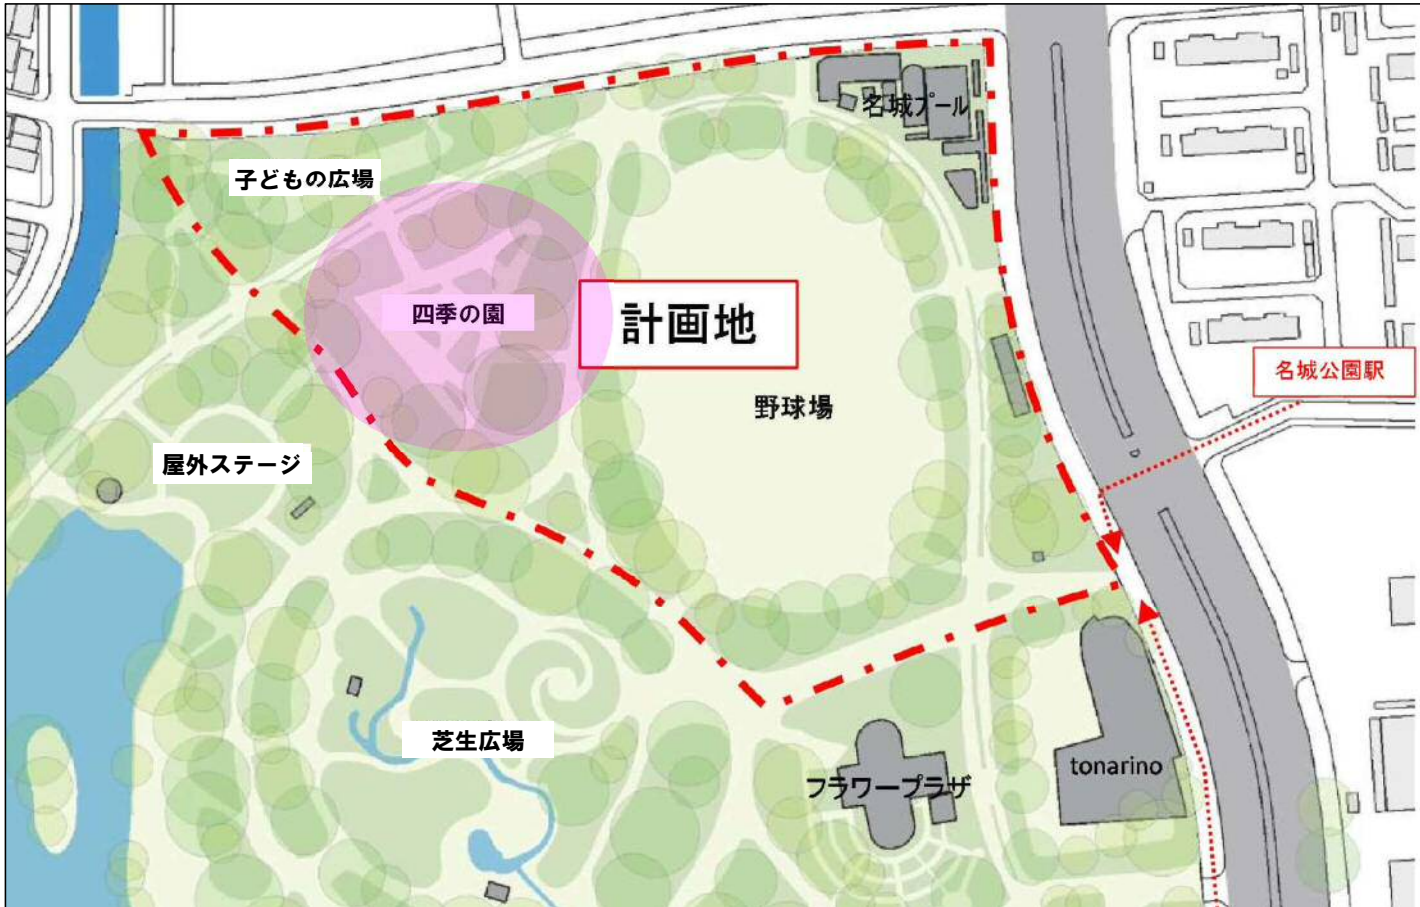 名城プール
子どもの広場
四季の園
計画地
名城公園駅
野球場
屋外ステージ
芝生広場
tonarino
フラワープラザ